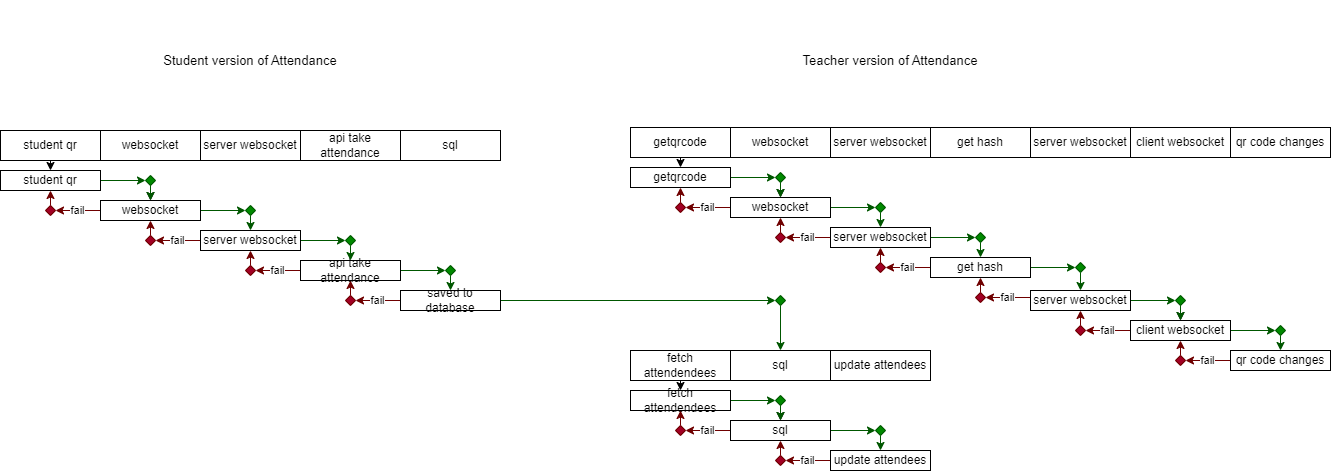 Student version of Attendance
Teacher version of Attendance
student qr
websocket
server websocket
api take
attendance
sql
getqrcode
websocket
server websocket
get hash
server websocket
client websocket
qr code changes
student qr
getqrcode
fail
websocket
fail
websocket
fail
server websocket
fail
server websocket
fail
api take
attendance
fail
get hash
fail
saved to
database
fail
server websocket
fail
client websocket
fail
qr code changes
fetch
attendendees
sql
update attendees
fetch
attendendees
fail
sql
fail
update attendees